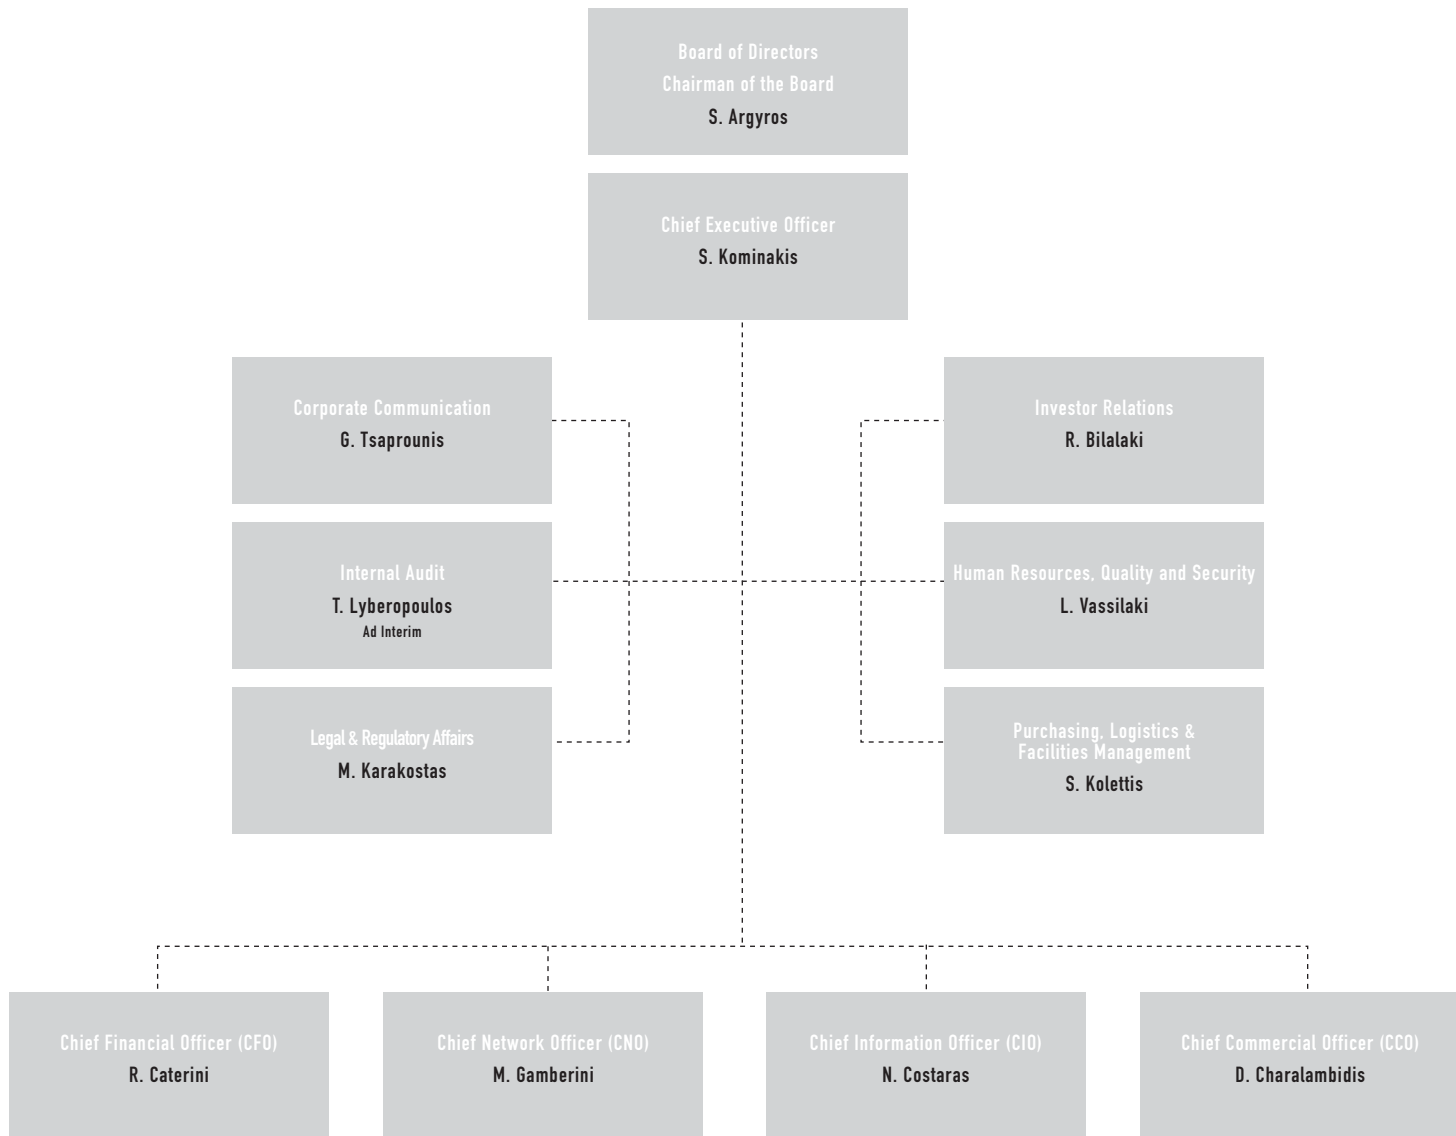 Board of Directors
Chairman of the Board
S. Argyros
Chief Executive Officer
S. Kominakis
Corporate Communication
G. Tsaprounis
Investor Relations
R. Bilalaki
Internal Audit
T. Lyberopoulos
Ad Interim
Human Resources, Quality and Security
L. Vassilaki
Legal & Regulatory Affairs
M. Karakostas
Purchasing, Logistics &
Facilities Management
S. Kolettis
Chief Financial Officer (CFO)
R. Caterini
Chief Network Officer (CNO)
M. Gamberini
Chief Information Officer (CIO)
N. Costaras
Chief Commercial Officer (CCO)
D. Charalambidis